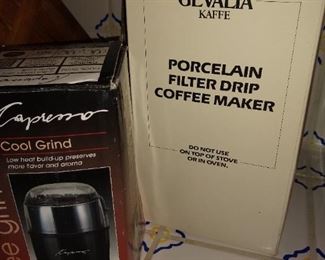 GEVALIA
KAFFE
PORCELAIN
FILTER DRIP
COFFEE MAKER
DO NOT USE
ON TOP OF STOVE
OR IN OVEN.
Capresso
Cool Grind
Low heat build-up preserves
more flavor and aroma
Capresso